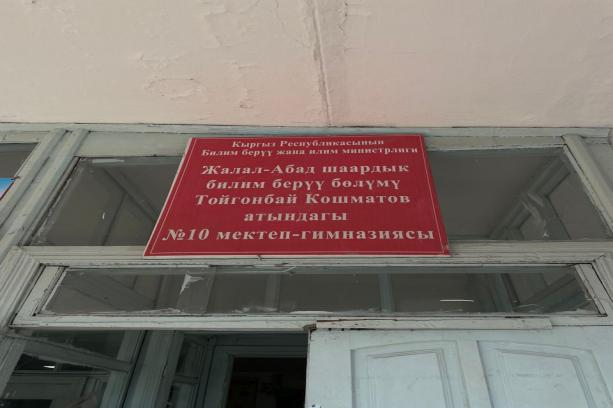 Кыргыз Республикасынын
Билим берүү жана илим министрлиги
Жалал-Абад шаардык
билим берүү бөлүмү
Тойгонбай Кошматов
атындагы
№10 мектеп-гимназиясы